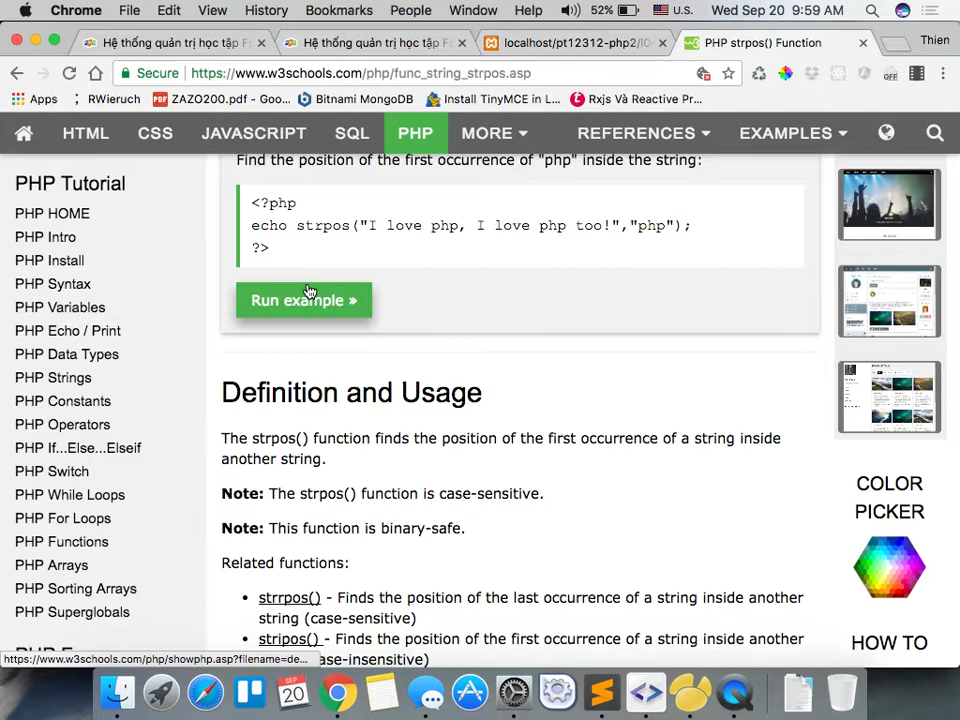 Chrome File Edit View History Bookmarks People Window Help 52% U.S. Wed Sep 20 9:59 AM
Hệ thống quản trị học tập Fp
Hệ thống quản trị học tập Fp
localhost/pt12312-php2/l0
PHP strpos() Function
Thien
Secure https://www.w3schools.com/php/func_string_strpos.asp
OFF
Apps RWieruch ZAZO200.pdf - Goo... Bitnami MongoDB Install TinyMCE in L... Rxjs Và Reactive Pr...
HTML CSS JAVASCRIPT SQL PHP MORE REFERENCES EXAMPLES
PHP Tutorial
PHP HOME
PHP Intro
PHP Install
PHP Syntax
PHP Variables
PHP Echo / Print
PHP Data Types
PHP Strings
PHP Constants
PHP Operators
PHP If...Else...Elseif
PHP Switch
PHP While Loops
PHP For Loops
PHP Functions
PHP Arrays
PHP Sorting Arrays
PHP Superglobals
Find the position of the first occurrence of "php" inside the string:
<?php
echo strpos("I love php, I love php too!","php");
?>
Run example »
Definition and Usage
The strpos() function finds the position of the first occurrence of a string inside
another string.
Note: The strpos() function is case-sensitive.
Note: This function is binary-safe.
Related functions:
• strrpos() - Finds the position of the last occurrence of a string inside another
string (case-sensitive)
• stripos() - Finds the position of the first occurrence of a string inside another
ase-insensitive)
COLOR
PICKER
HOW TO
https://www.w3schools.com/php/showphp.asp?filename=de...
SEP
20